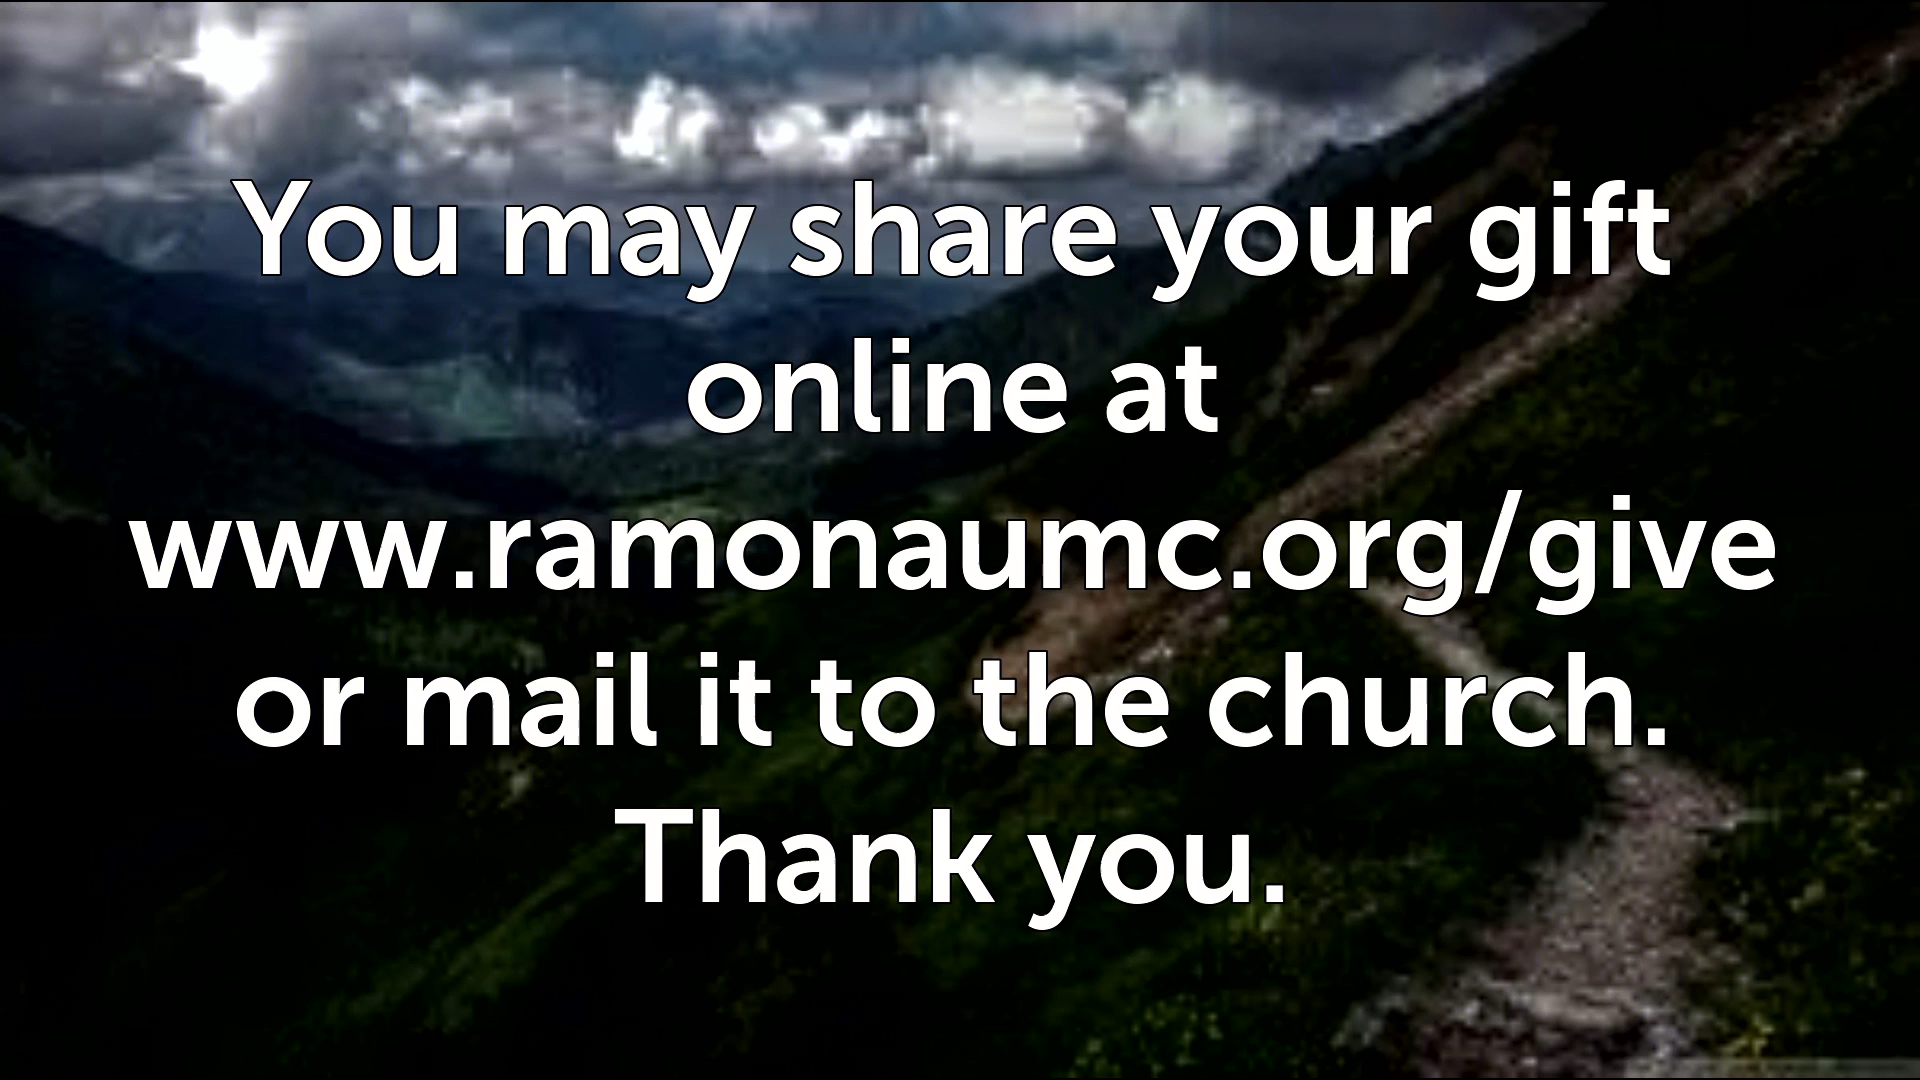 You may share your gift
online at
www.ramonaumc.org/give
or mail it to the church.
Thank you.